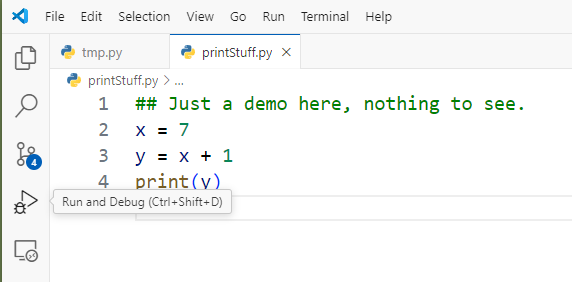 File Edit Selection View Go Run Terminal Help
tmp.py printStuff.py
printStuff.py > ...
1 ## Just a demo here, nothing to see.
2 x = 7
3 y = x + 1
4 print(y)
4
Run and Debug (Ctrl+Shift+D)